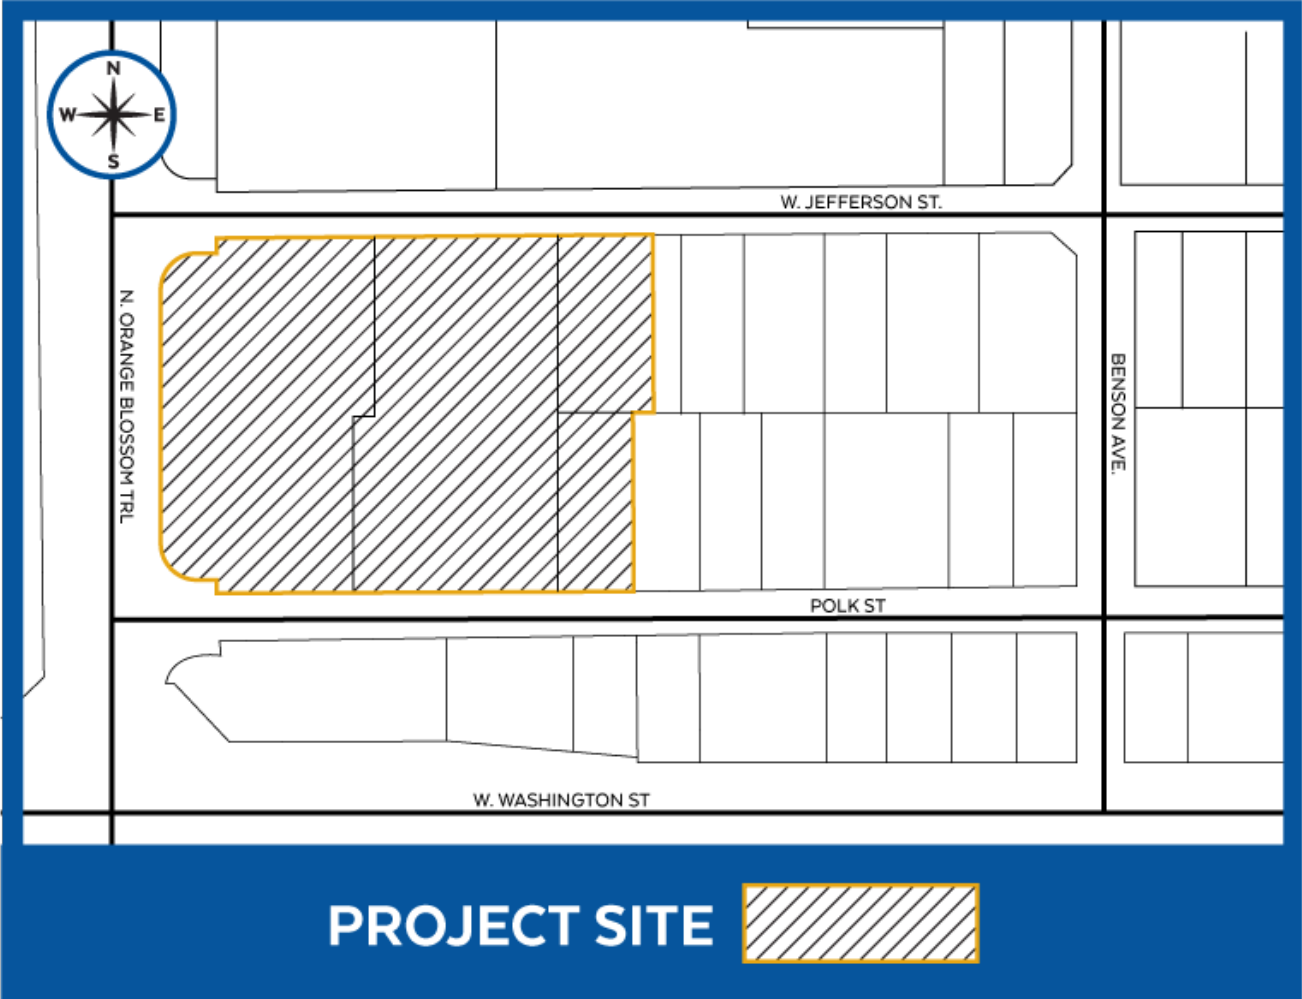 N
W E
S
W. JEFFERSON ST.
N. ORANGE BLOSSOM TRL
BENSON AVE.
POLK ST
W. WASHINGTON ST
PROJECT SITE